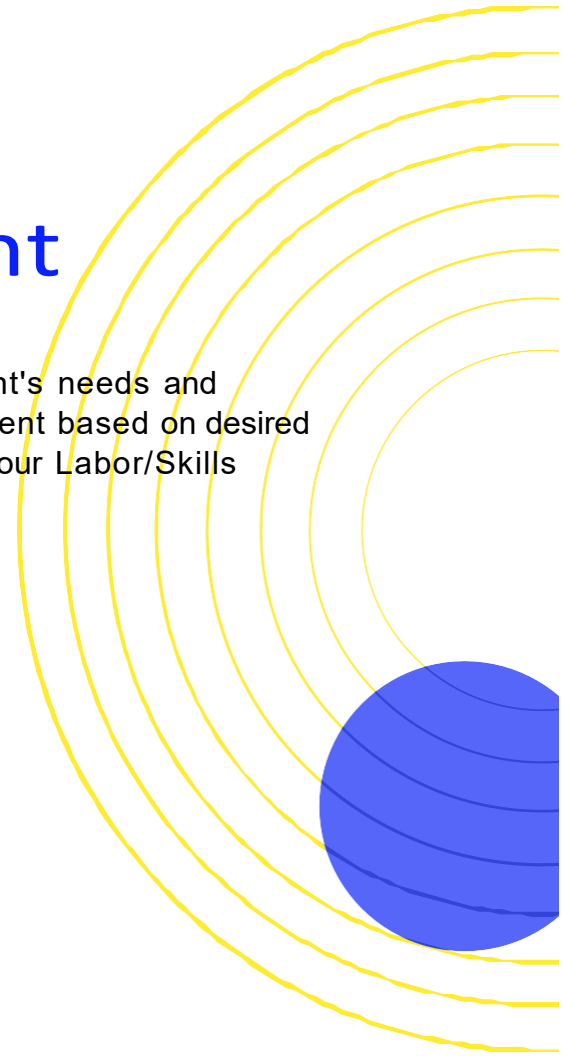 nt
nt's needs and
ent based on desired
our Labor/Skills